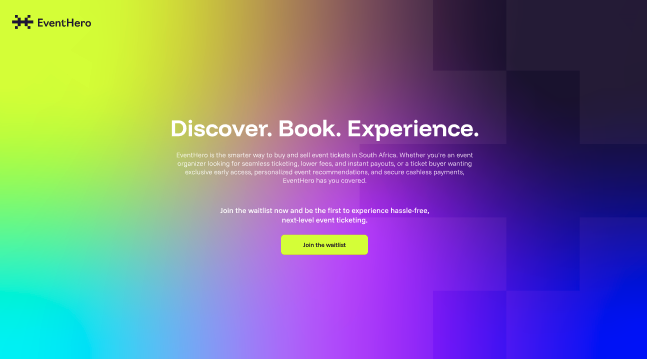 EventHero
Discover. Book. Experience.
EventHero is the smarter way to buy and sell event tickets in South Africa. Whether you're an event
organizer looking for seamless ticketing, lower fees, and instant payouts, or a ticket buyer wanting
exclusive early access, personalized event recommendations, and secure cashless payments,
EventHero has you covered.
Join the waitlist now and be the first to experience hassle-free,
next-level event ticketing.
Join the waitlist